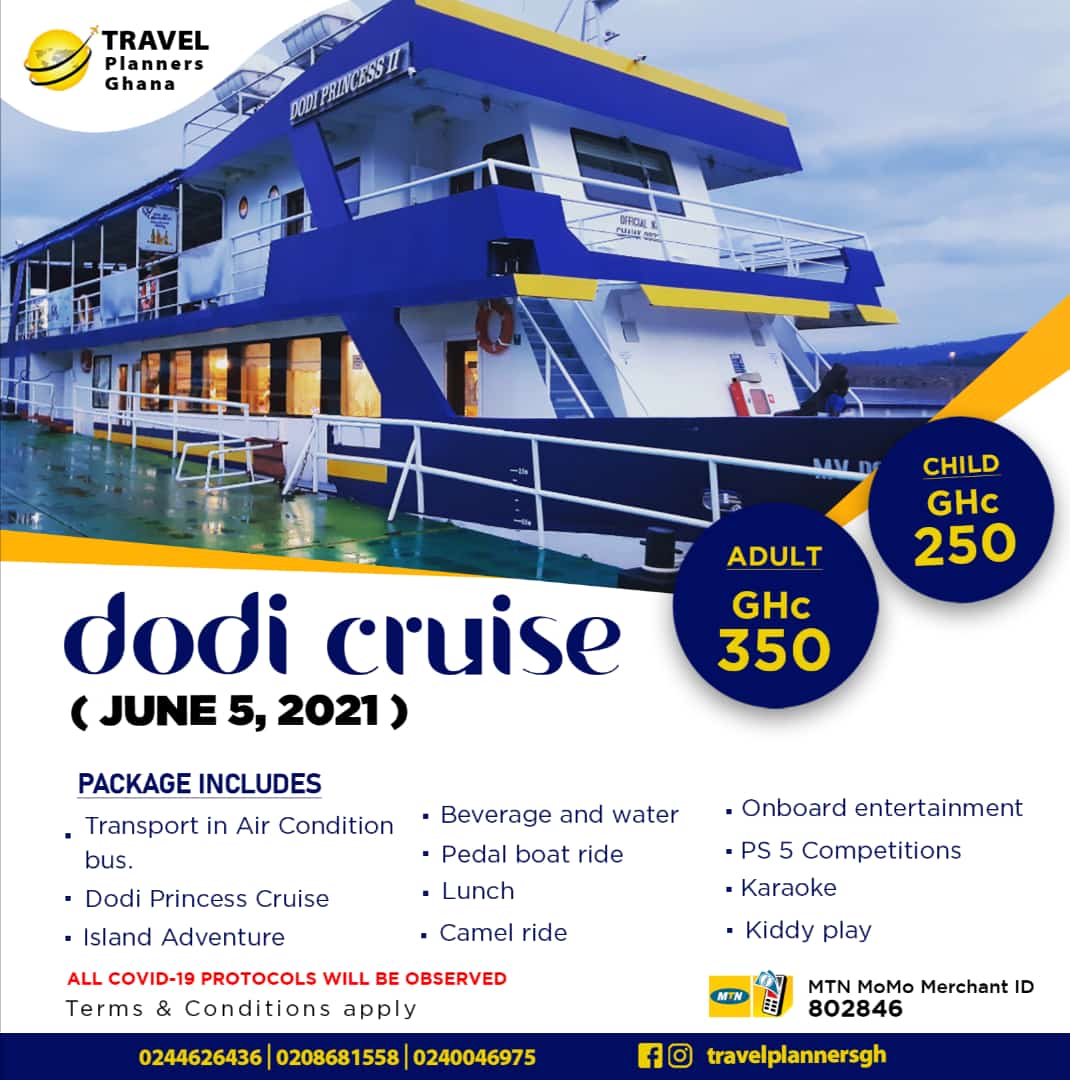 TRAVEL
Planners
Ghana
DODI PRINCESS II
OFFICIAL N
CHILD
GHc
250
ADULT
GHc
350
dodi cruise
( JUNE 5, 2021 )
PACKAGE INCLUDES
▪ Transport in Air Condition
bus.
▪ Dodi Princess Cruise
▪ Island Adventure
▪ Beverage and water
▪ Pedal boat ride
▪ Lunch
▪ Camel ride
▪ Onboard entertainment
▪ PS 5 Competitions
▪ Karaoke
▪ Kiddy play
ALL COVID-19 PROTOCOLS WILL BE OBSERVED
Terms & Conditions apply
MTN
MTN MoMo Merchant ID
802846
0244626436 | 0208681558 | 0240046975
travelplannersgh